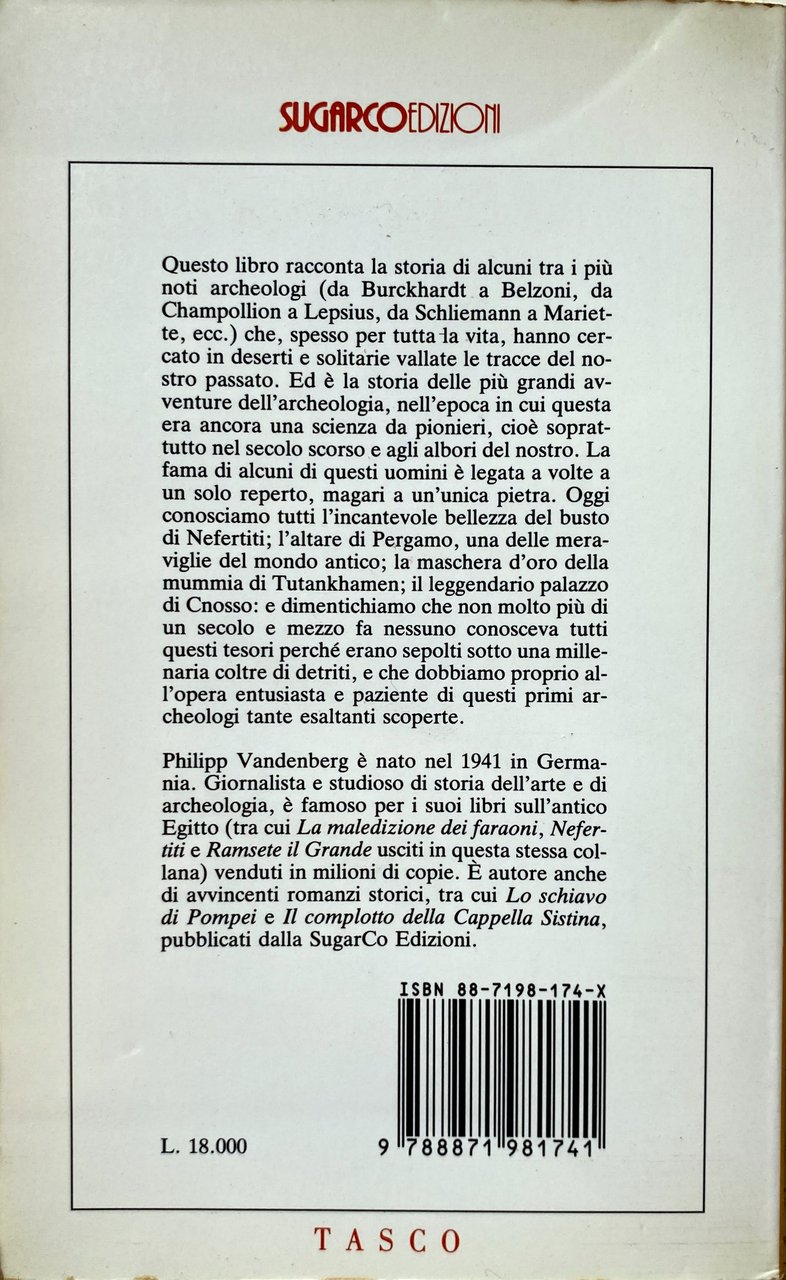 SUGARCOEDIZIONI
Questo libro racconta la storia di alcuni tra i più
noti archeologi (da Burckhardt a Belzoni, da
Champollion a Lepsius, da Schliemann a Mariet-
te, ecc.) che, spesso per tutta la vita, hanno cer-
cato in deserti e solitarie vallate le tracce del no-
stro passato. Ed è la storia delle più grandi av-
venture dell'archeologia, nell'epoca in cui questa
era ancora una scienza da pionieri, cioè soprat-
tutto nel secolo scorso e agli albori del nostro. La
fama di alcuni di questi uomini è legata a volte a
un solo reperto, magari a un'unica pietra. Oggi
conosciamo tutti l'incantevole bellezza del busto
di Nefertiti; l'altare di Pergamo, una delle mera-
viglie del mondo antico; la maschera d'oro della
mummia di Tutankhamen; il leggendario palazzo
di Cnosso: e dimentichiamo che non molto più di
un secolo e mezzo fa nessuno conosceva tutti
questi tesori perché erano sepolti sotto una mille-
naria coltre di detriti, e che dobbiamo proprio al-
l'opera entusiasta e paziente di questi primi ar-
cheologi tante esaltanti scoperte.
Philipp Vandenberg è nato nel 1941 in Germa-
nia. Giornalista e studioso di storia dell'arte e di
archeologia, è famoso per i suoi libri sull'antico
Egitto (tra cui La maledizione dei faraoni, Nefer-
titi e Ramsete il Grande usciti in questa stessa col-
lana) venduti in milioni di copie. È autore anche
di avvincenti romanzi storici, tra cui Lo schiavo
di Pompei e Il complotto della Cappella Sistina,
pubblicati dalla SugarCo Edizioni.
ISBN 88-7198-174-X
L. 18.000
9 788871 981741
TASCO